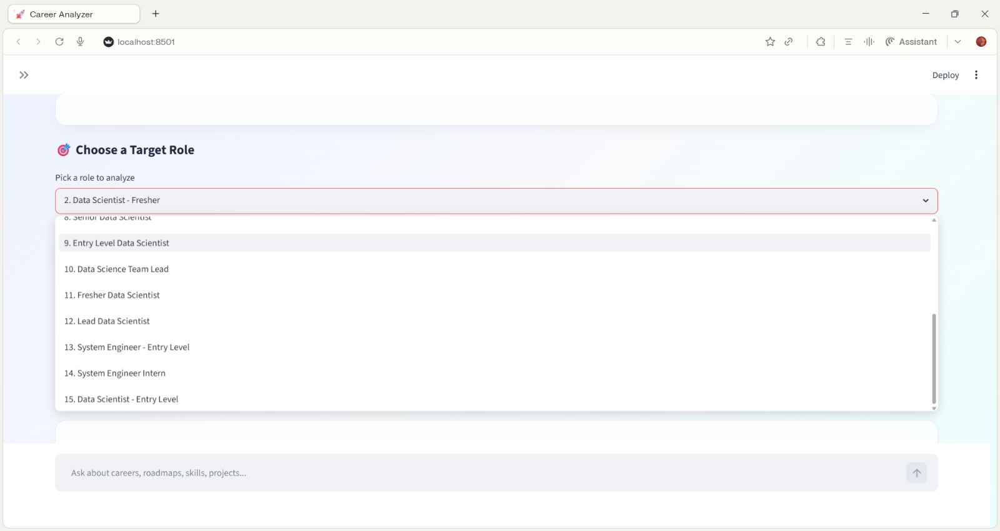 Career Analyzer
localhost:8501
Assistant
Deploy
Choose a Target Role
Pick a role to analyze
2. Data Scientist - Fresher
8. Senior Data Scientist
9. Entry Level Data Scientist
10. Data Science Team Lead
11. Fresher Data Scientist
12. Lead Data Scientist
13. System Engineer - Entry Level
14. System Engineer Intern
15. Data Scientist - Entry Level
Ask about careers, roadmaps, skills, projects...